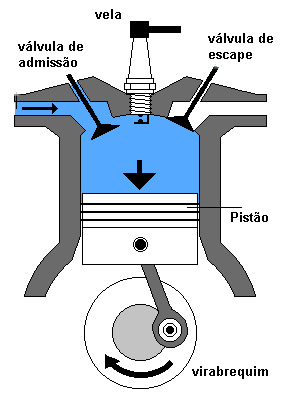 vela
válvula de
admissão
válvula de
escape
Pistão
virabrequim